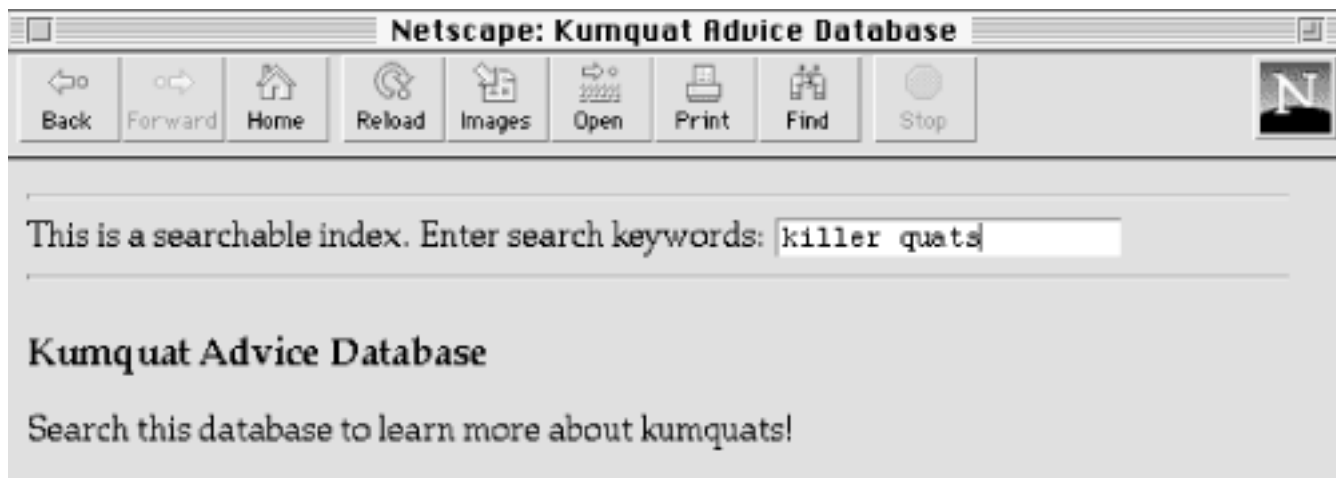 Netscape: Kumquat Advice Database
Back Forward Home Reload Images Open Print Find Stop N
This is a searchable index. Enter search keywords: killer quats
Kumquat Advice Database
Search this database to learn more about kumquats!